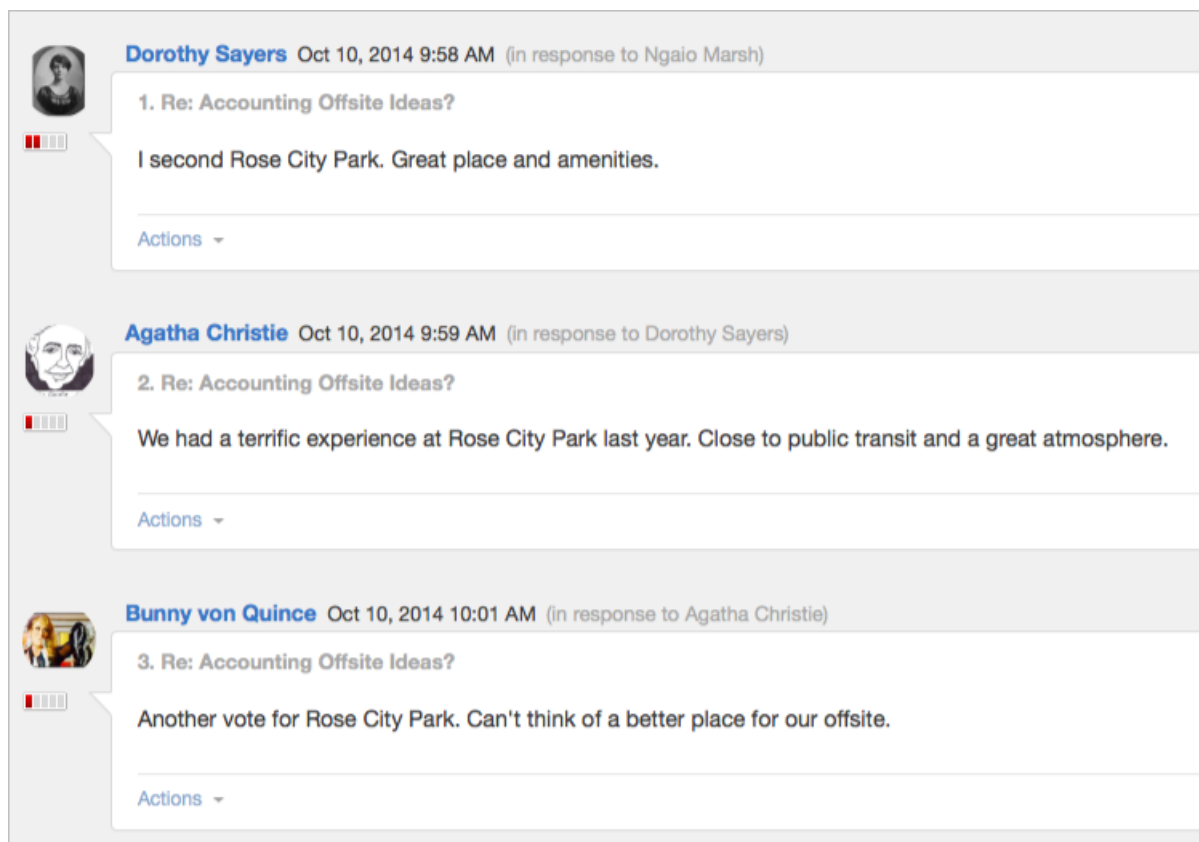 Dorothy Sayers Oct 10, 2014 9:58 AM (in response to Ngaio Marsh)
1. Re: Accounting Offsite Ideas?
I second Rose City Park. Great place and amenities.
Actions
Agatha Christie Oct 10, 2014 9:59 AM (in response to Dorothy Sayers)
2. Re: Accounting Offsite Ideas?
We had a terrific experience at Rose City Park last year. Close to public transit and a great atmosphere.
Actions
Bunny von Quince Oct 10, 2014 10:01 AM (in response to Agatha Christie)
3. Re: Accounting Offsite Ideas?
Another vote for Rose City Park. Can't think of a better place for our offsite.
Actions